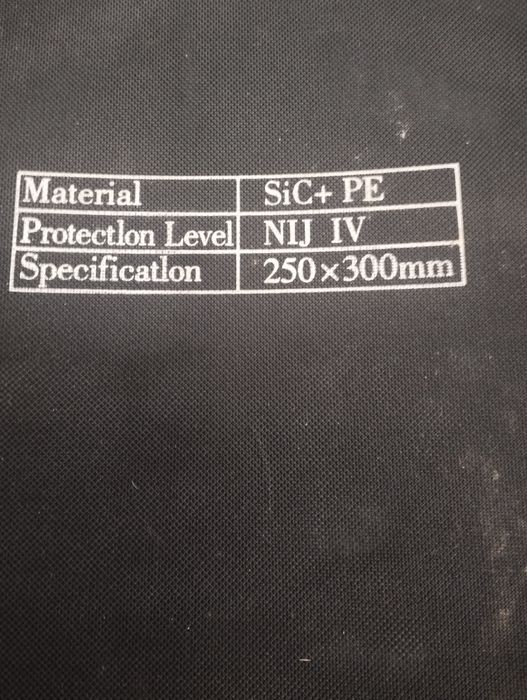 Material SiC+ PE
Protectlon Level NIJ IV
Specificatlon 250×300mm